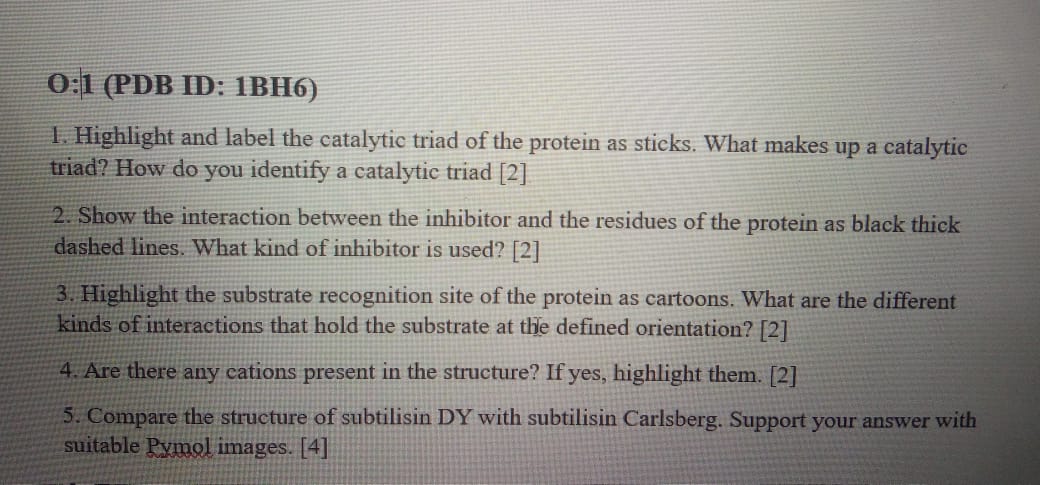 O:1 (PDB ID: 1BH6)
1. Highlight and label the catalytic triad of the protein as sticks. What makes up a catalytic
triad? How do you identify a catalytic triad [2]
2. Show the interaction between the inhibitor and the residues of the protein as black thick
dashed lines. What kind of inhibitor is used? [2]
3. Highlight the substrate recognition site of the protein as cartoons. What are the different
kinds of interactions that hold the substrate at the defined orientation? [2]
4. Are there any cations present in the structure? If yes, highlight them. [2]
5. Compare the structure of subtilisin DY with subtilisin Carlsberg. Support your answer with
suitable Pymol images. [4]